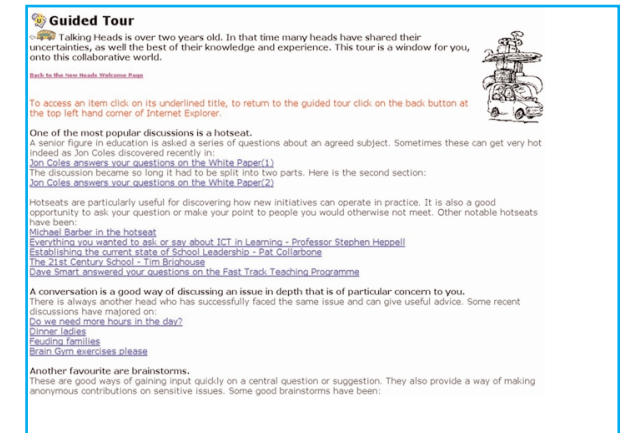 Guided Tour
Talking Heads is over two years old. In that time many heads have shared their
uncertainties, as well the best of their knowledge and experience. This tour is a window for you,
onto this collaborative world.
Back to the New Heads Welcome Page
To access an item click on its underlined title, to return to the guided tour click on the back button at
the top left hand corner of Internet Explorer.
One of the most popular discussions is a hotseat.
A senior figure in education is asked a series of questions about an agreed subject. Sometimes these can get very hot
indeed as Jon Coles discovered recently in:
Jon Coles answers your questions on the White Paper(1)
The discussion became so long it had to be split into two parts. Here is the second section:
Jon Coles answers your questions on the White Paper(2)
Hotseats are particularly useful for discovering how new initiatives can operate in practice. It is also a good
opportunity to ask your question or make your point to people you would otherwise not meet. Other notable hotseats
have been:
Michael Barber in the hotseat
Everything you wanted to ask or say about ICT in Learning - Professor Stephen Heppell
Establishing the current state of School Leadership - Pat Collarbone
The 21st Century School - Tim Brighouse
Dave Smart answered your questions on the Fast Track Teaching Programme
A conversation is a good way of discussing an issue in depth that is of particular concern to you.
There is always another head who has successfully faced the same issue and can give useful advice. Some recent
discussions have majored on:
Do we need more hours in the day?
Dinner ladies
Feuding families
Brain Gym exercises please
Another favourite are brainstorms.
These are good ways of gaining input quickly on a central question or suggestion. They also provide a way of making
anonymous contributions on sensitive issues. Some good brainstorms have been: